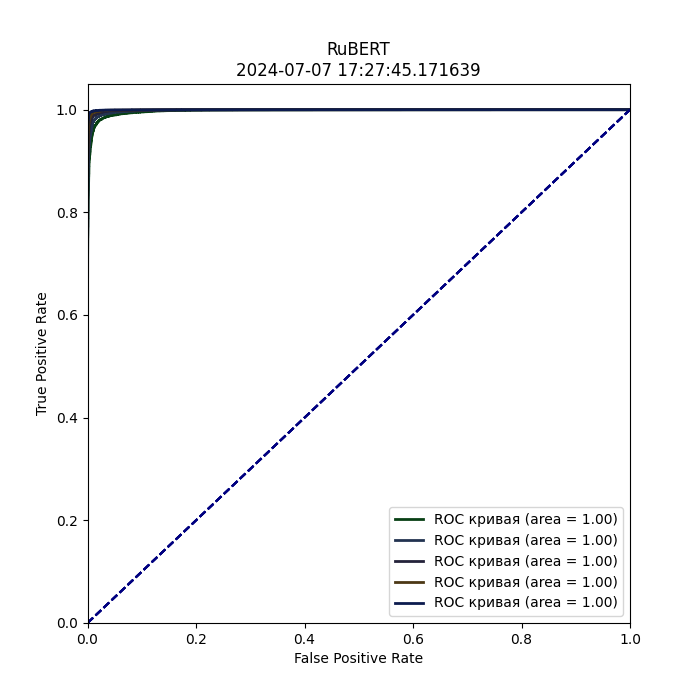 RuBERT
2024-07-07 17:27:45.171639
True Positive Rate
1.0
0.8
0.6
0.4
0.2
0.0
0.0 0.2 0.4 0.6 0.8 1.0
False Positive Rate
ROC кривая (area = 1.00)
ROC кривая (area = 1.00)
ROC кривая (area = 1.00)
ROC кривая (area = 1.00)
ROC кривая (area = 1.00)